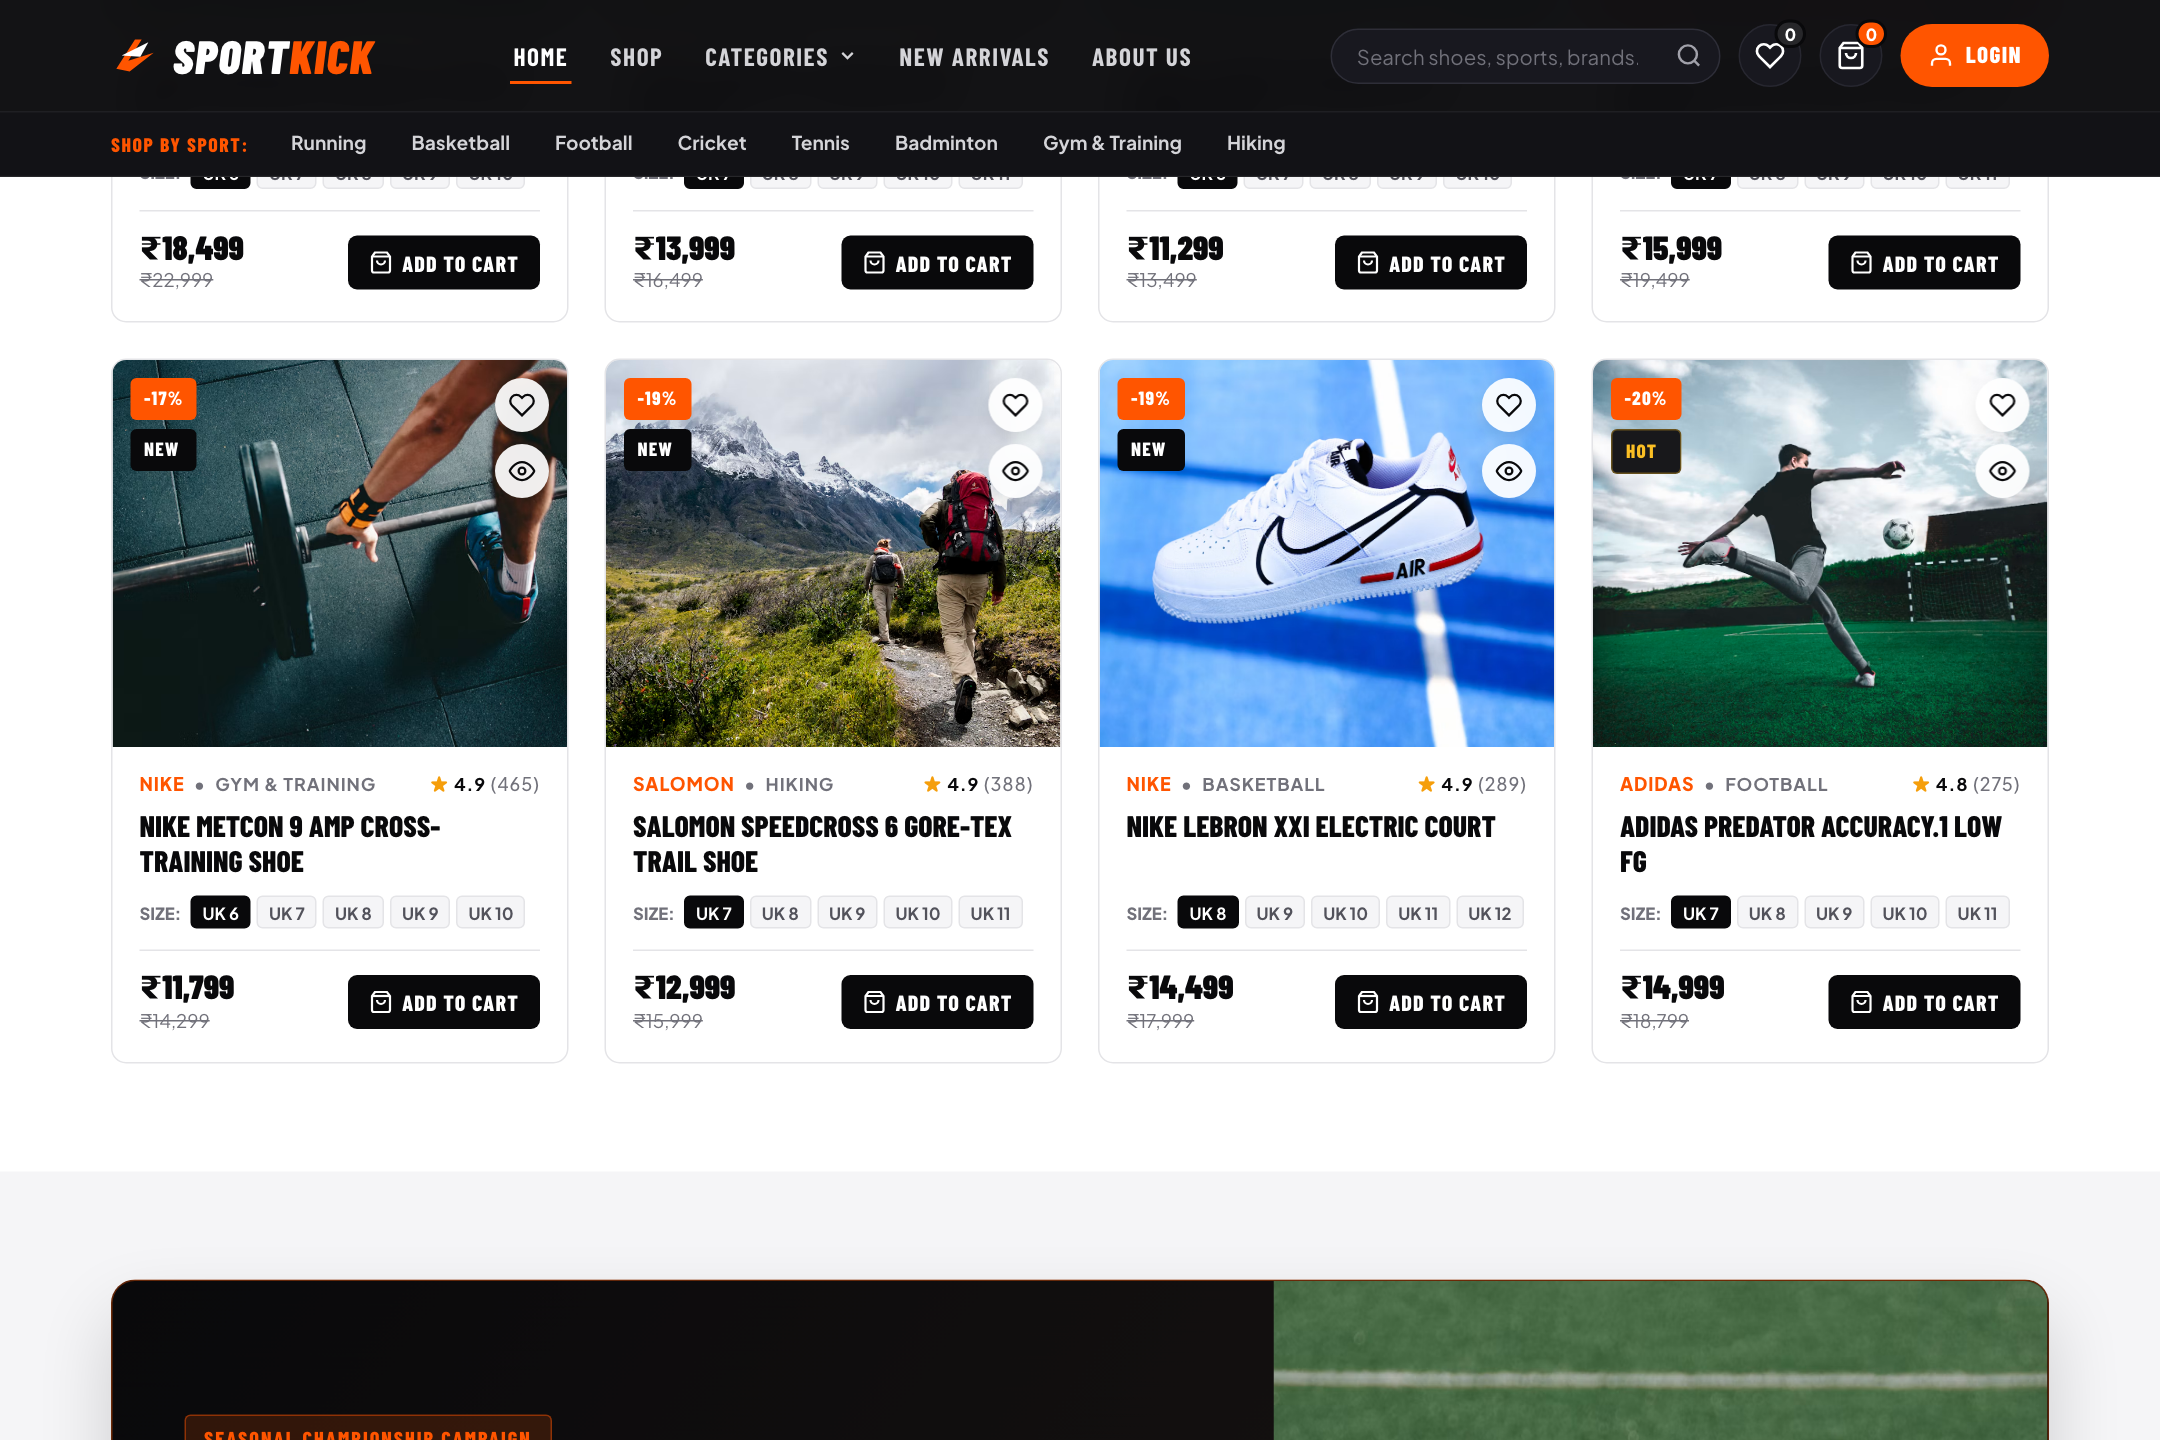 SPORTKICK
HOME SHOP CATEGORIES NEW ARRIVALS ABOUT US
Search shoes, sports, brands.
0
0
LOGIN
SHOP BY SPORT: Running Basketball Football Cricket Tennis Badminton Gym & Training Hiking
₹18,499
₹22,999
ADD TO CART
₹13,999
₹16,499
ADD TO CART
₹11,299
₹13,499
ADD TO CART
₹15,999
₹19,499
ADD TO CART
-17%
NEW
NIKE • GYM & TRAINING 4.9 (465)
NIKE METCON 9 AMP CROSS-
TRAINING SHOE
SIZE: UK 6 UK 7 UK 8 UK 9 UK 10
₹11,799
₹14,299
ADD TO CART
-19%
NEW
SALOMON • HIKING 4.9 (388)
SALOMON SPEEDCROSS 6 GORE-TEX
TRAIL SHOE
SIZE: UK 7 UK 8 UK 9 UK 10 UK 11
₹12,999
₹15,999
ADD TO CART
-19%
NEW
AIR
AIR
NIKE • BASKETBALL 4.9 (289)
NIKE LEBRON XXI ELECTRIC COURT
SIZE: UK 8 UK 9 UK 10 UK 11 UK 12
₹14,499
₹17,999
ADD TO CART
-20%
HOT
ADIDAS • FOOTBALL 4.8 (275)
ADIDAS PREDATOR ACCURACY.1 LOW
FG
SIZE: UK 7 UK 8 UK 9 UK 10 UK 11
₹14,999
₹18,799
ADD TO CART
SEASONAL CHAMPIONSHIP CAMPAIGN